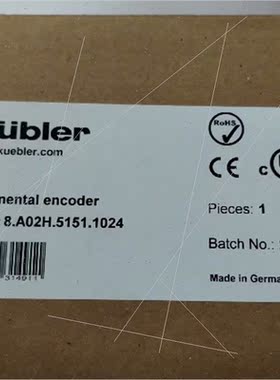 übler
kuebler.com
RoHS
CE
c
mental encoder
8.A02H.5151.1024
Pieces: 1
Batch No.:
Made in Germa